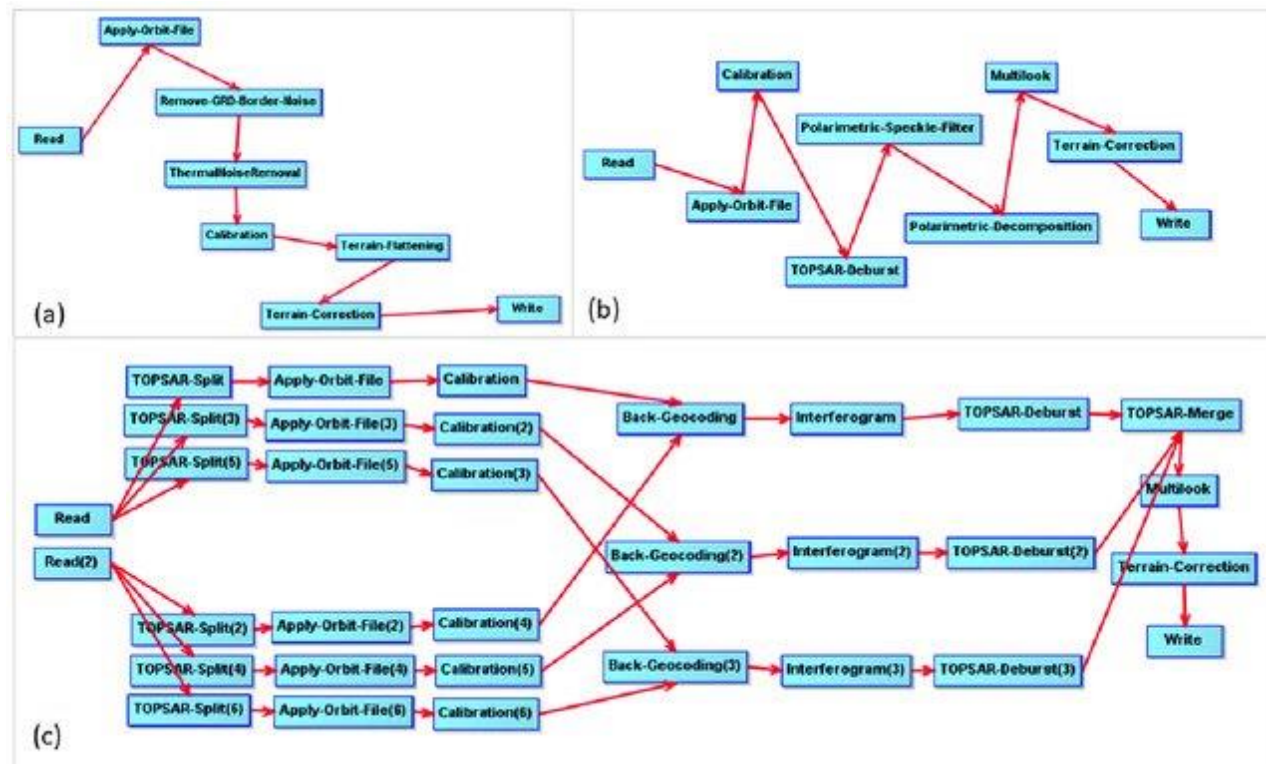 Apply-Orbit-File
Remove-GRD-Border-Noise
Read
ThermalNoiseRemoval
Calibration
Terrain-Flattening
Terrain-Correction
Write
(a)
Calibration
Multilook
Polarimetric-Speckle-Filter
Terrain-Correction
Read
Apply-Orbit-File
Polarimetric-Decomposition
Write
TOPSAR-Deburst
(b)
TOPSAR-Split
Apply-Orbit-File
Calibration
TOPSAR-Split(3)
Apply-Orbit-File(3)
Calibration(2)
TOPSAR-Split(5)
Apply-Orbit-File(5)
Calibration(3)
Back-Geocoding
Interferogram
TOPSAR-Deburst
TOPSAR-Merge
Multilook
Read
Read(2)
Back-Geocoding(2)
Interferogram(2)
TOPSAR-Deburst(2)
Terrain-Correction
Write
TOPSAR-Split(2)
Apply-Orbit-File(2)
Calibration(4)
TOPSAR-Split(4)
Apply-Orbit-File(4)
Calibration(5)
Back-Geocoding(3)
Interferogram(3)
TOPSAR-Deburst(3)
TOPSAR-Split(6)
Apply-Orbit-File(6)
Calibration(6)
(c)